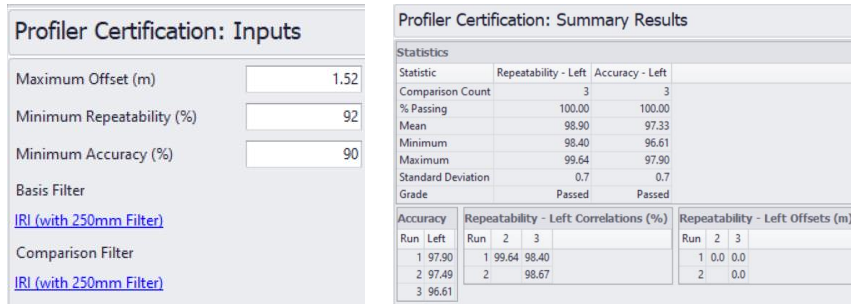 Profiler Certification: Inputs
Maximum Offset (m) 1.52
Minimum Repeatability (%) 92
Minimum Accuracy (%) 90
Basis Filter
IRI (with 250mm Filter)
Comparison Filter
IRI (with 250mm Filter)
Profiler Certification: Summary Results
Statistics
Statistic Repeatability - Left Accuracy - Left
Comparison Count 3 3
% Passing 100.00 100.00
Mean 98.90 97.33
Minimum 98.40 96.61
Maximum 99.64 97.90
Standard Deviation 0.7 0.7
Grade Passed Passed
Accuracy
Run Left
1 97.90
2 97.49
3 96.61
Repeatability - Left Correlations (%)
Run 2 3
1 99.64 98.40
2 98.67
Repeatability - Left Offsets (m)
Run 2 3
1 0.0 0.0
2 0.0